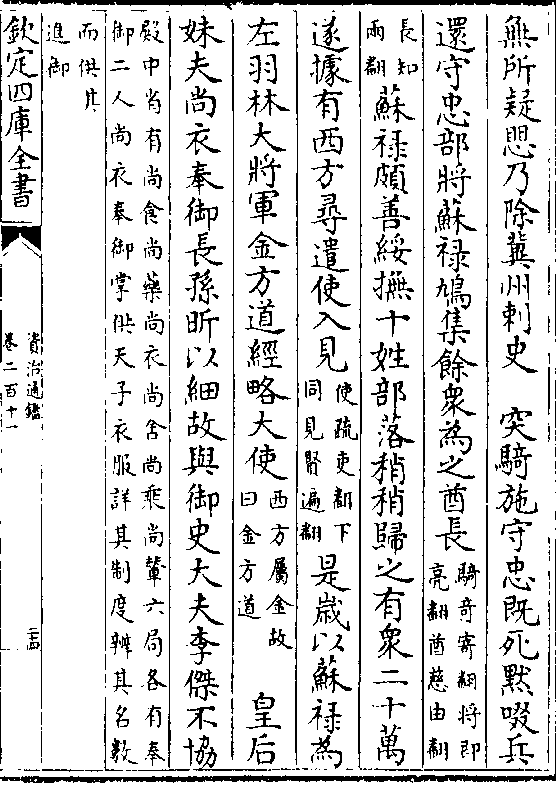 無所疑思乃除冀州刺史　突騎施守忠既死黙啜兵
還守忠部將蘇禄鳩集餘衆為之酋長騎奇寄翻將即亮翻酋慈由翻
長知兩翻蘇禄頗善綏撫十姓部落稍稍歸之有衆二十萬
遂據有西方尋遣使入見使疏吏翻下同見賢遍翻是歲以蘇禄為
左羽林大將軍金方道經略大使西方屬金故曰金方道　皇后
妹夫尚衣奉御長孫昕以細故與御史大夫李傑不協
殿中省有尚食尚藥尚衣尚舍尚乘尚輦六局各有奉
御二人尚衣奉御掌供天子衣服詳其制度辨其名數
而供其進御
欽定四庫全書
資治通鑑
卷二百十一
二十四